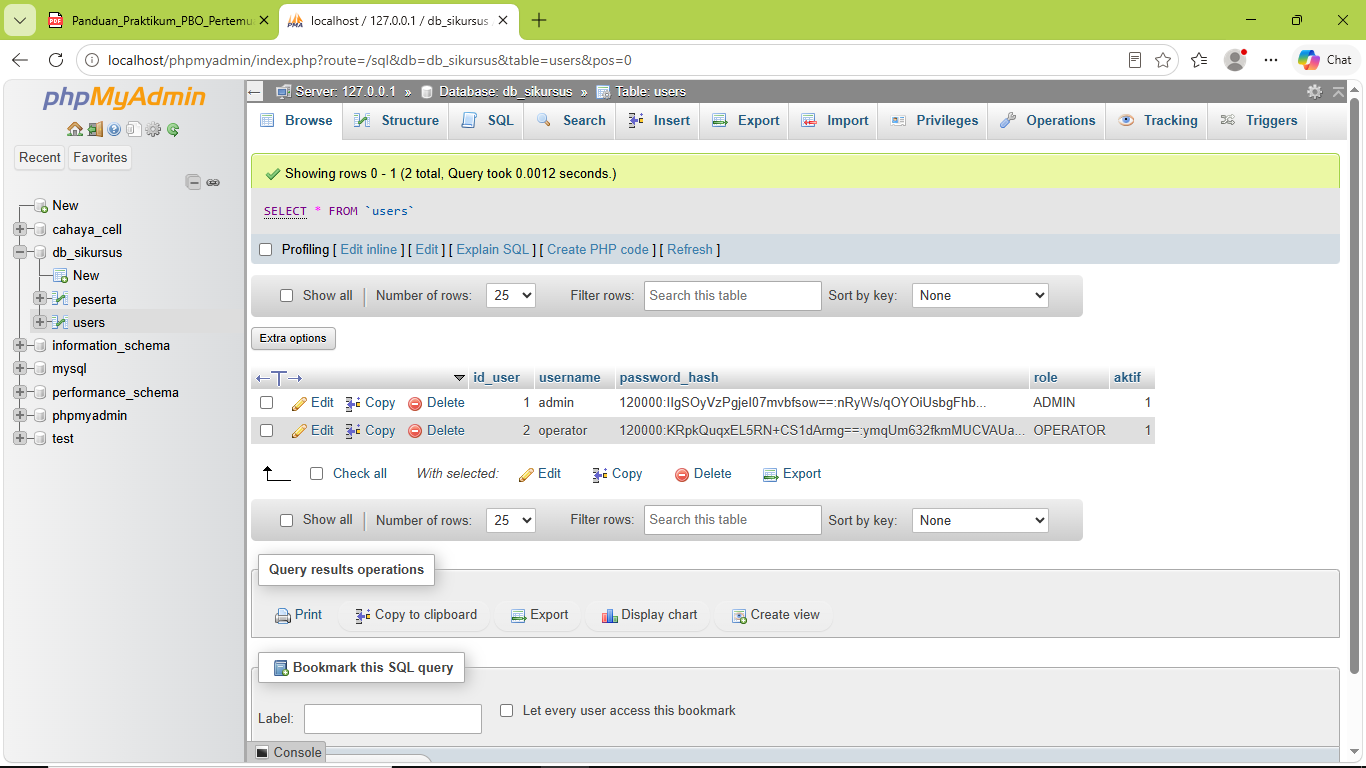 Panduan_Praktikum_PBO_Pertemu
localhost / 127.0.0.1 / db_sikursus
localhost/phpmyadmin/index.php?route=/sql&db=db_sikursus&table=users&pos=0
Chat
phpMyAdmin
Recent Favorites
New
cahaya_cell
db_sikursus
New
peserta
users
information_schema
mysql
performance_schema
phpmyadmin
test
Server: 127.0.0.1 » Database: db_sikursus » Table: users
Browse Structure SQL Search Insert Export Import Privileges Operations Tracking Triggers
Showing rows 0 - 1 (2 total, Query took 0.0012 seconds.)
SELECT * FROM `users`
Profiling [ Edit inline ] [ Edit ] [ Explain SQL ] [ Create PHP code ] [ Refresh ]
Show all Number of rows: 25 Filter rows: Search this table Sort by key: None
Extra options
id_user username password_hash role aktif
Edit Copy Delete 1 admin 120000:IIgSOyVzPgjeI07mvbfsow==:nRyWs/qOYOiUsbgFhb... ADMIN 1
Edit Copy Delete 2 operator 120000:KRpkQuqxEL5RN+CS1dArmg==:ymqUm632fkmMUCVAUa... OPERATOR 1
Check all With selected: Edit Copy Delete Export
Show all Number of rows: 25 Filter rows: Search this table Sort by key: None
Query results operations
Print Copy to clipboard Export Display chart Create view
Bookmark this SQL query
Label: Let every user access this bookmark
Console